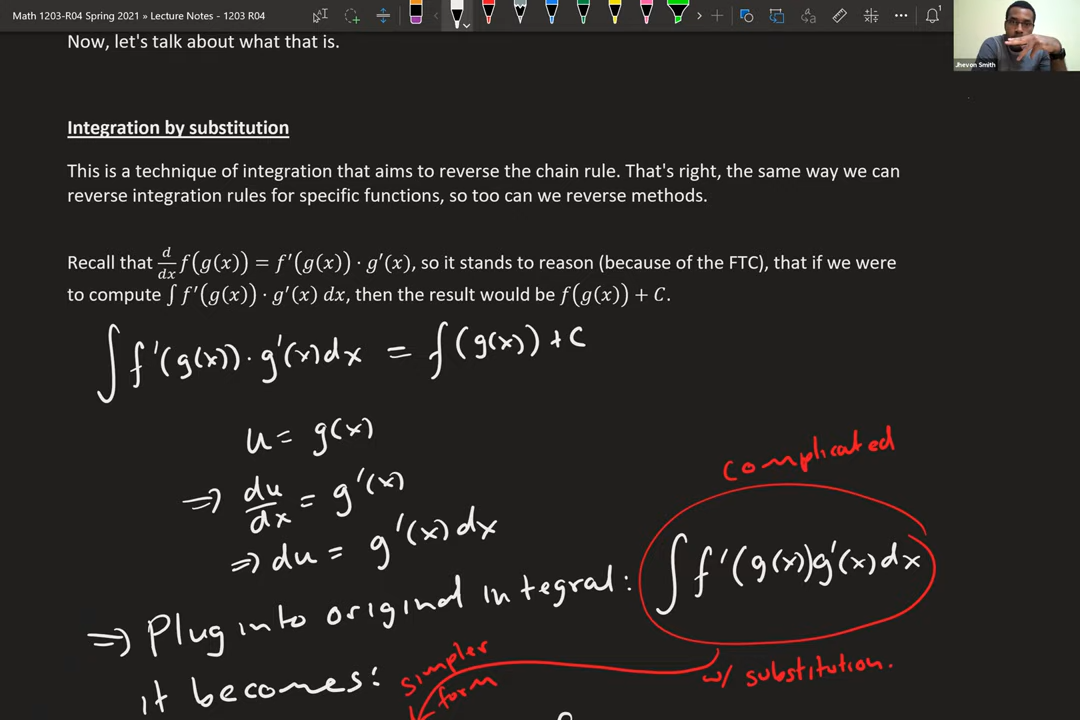 Math 1203-R04 Spring 2021 » Lecture Notes - 1203 R04
Now, let's talk about what that is.
Jhevon Smith
Integration by substitution
This is a technique of integration that aims to reverse the chain rule. That's right, the same way we can
reverse integration rules for specific functions, so too can we reverse methods.
Recall that d/dx f(g(x)) = f′(g(x)) · g′(x), so it stands to reason (because of the FTC), that if we were
to compute ∫ f′(g(x)) · g′(x) dx, then the result would be f(g(x)) + C.
∫ f′(g(x)) · g′(x) dx = f(g(x)) + C
u = g(x)
complicated
⇒ du/dx = g′(x)
⇒ du = g′(x) dx
⇒ Plug into original integral: ∫ f′(g(x)) g′(x) dx
simpler
form
w/ substitution.
it becomes: